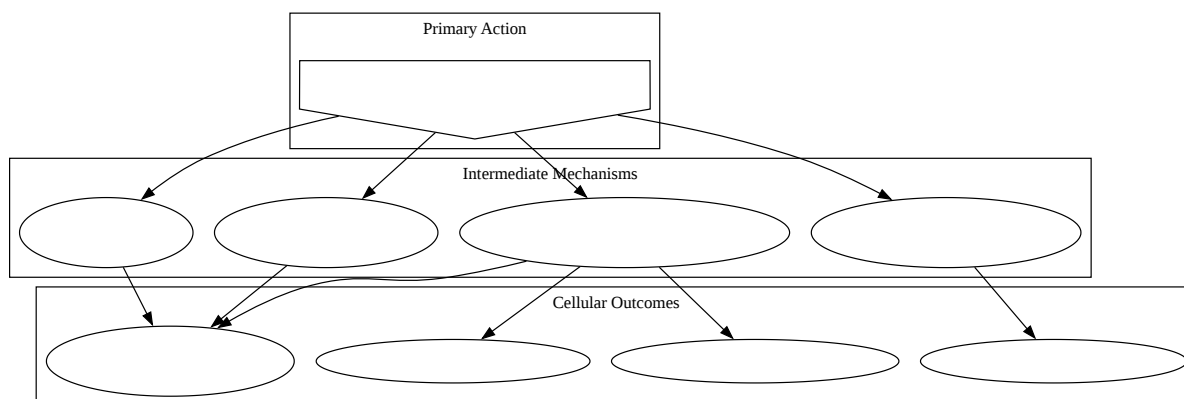 Primary Action
Intermediate Mechanisms
Cellular Outcomes